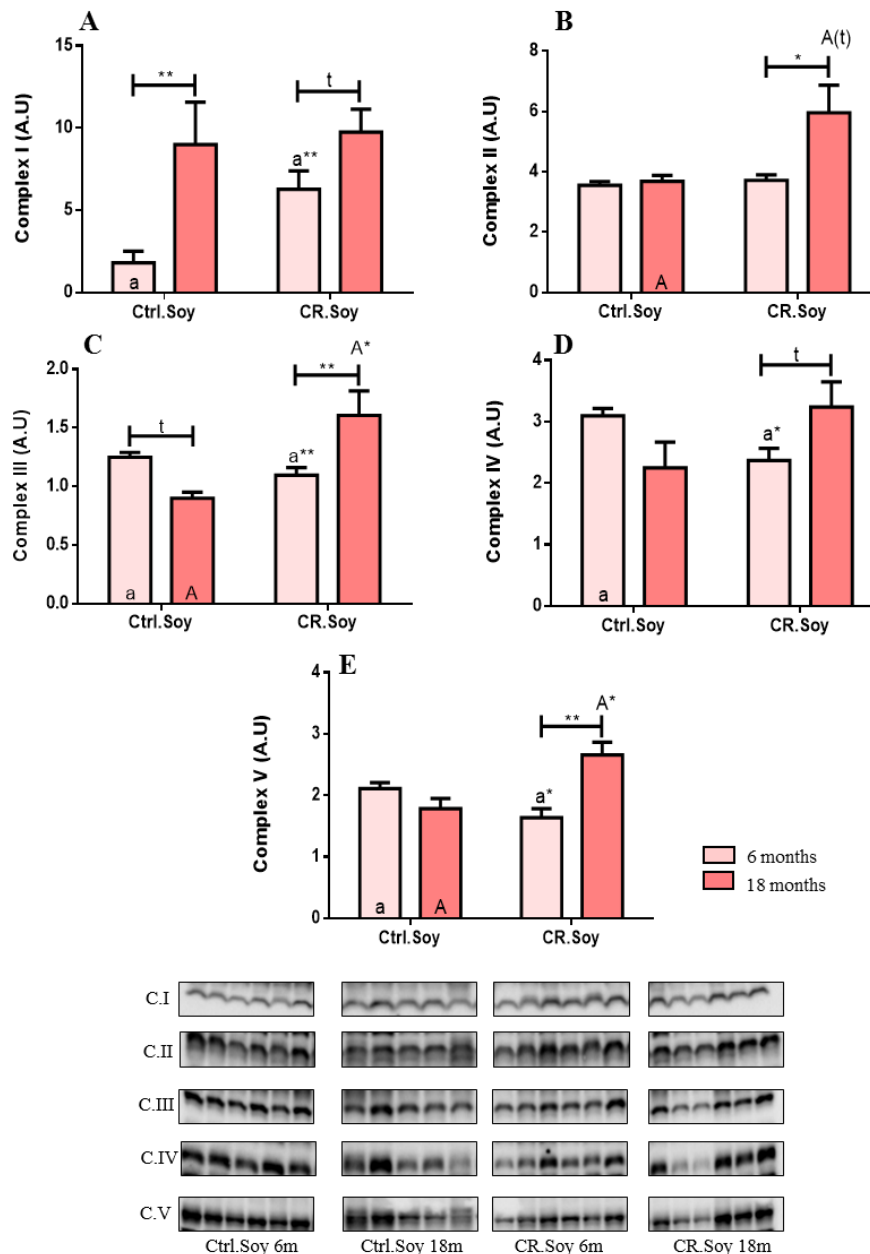 A
Complex I (A.U)
15
10
5
0
**
t
a**
a
Ctrl.Soy
CR.Soy
B
Complex II (A.U)
8
6
4
2
0
A(t)
*
A
Ctrl.Soy
CR.Soy
C
Complex III (A.U)
2.0
1.5
1.0
0.5
0.0
A*
**
t
a**
a
A
Ctrl.Soy
CR.Soy
D
Complex IV (A.U)
4
3
2
1
0
t
a*
a
Ctrl.Soy
CR.Soy
E
Complex V (A.U)
4
3
2
1
0
A*
**
a*
a
A
Ctrl.Soy
CR.Soy
6 months
18 months
C.I
C.II
C.III
C.IV
C.V
Ctrl.Soy 6m
Ctrl.Soy 18m
CR.Soy 6m
CR.Soy 18m